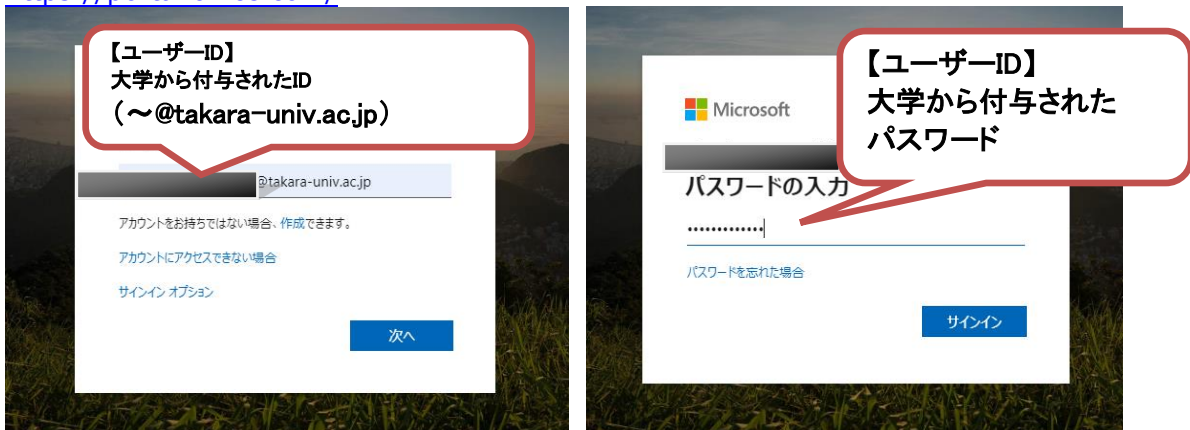 【ユーザーID】
大学から付与されたID
(～@takara-univ.ac.jp)
@takara-univ.ac.jp
アカウントをお持ちではない場合、作成できます。
アカウントにアクセスできない場合
サインイン オプション
次へ
【ユーザーID】
大学から付与された
パスワード
Microsoft
パスワードの入力
パスワードを忘れた場合
サインイン